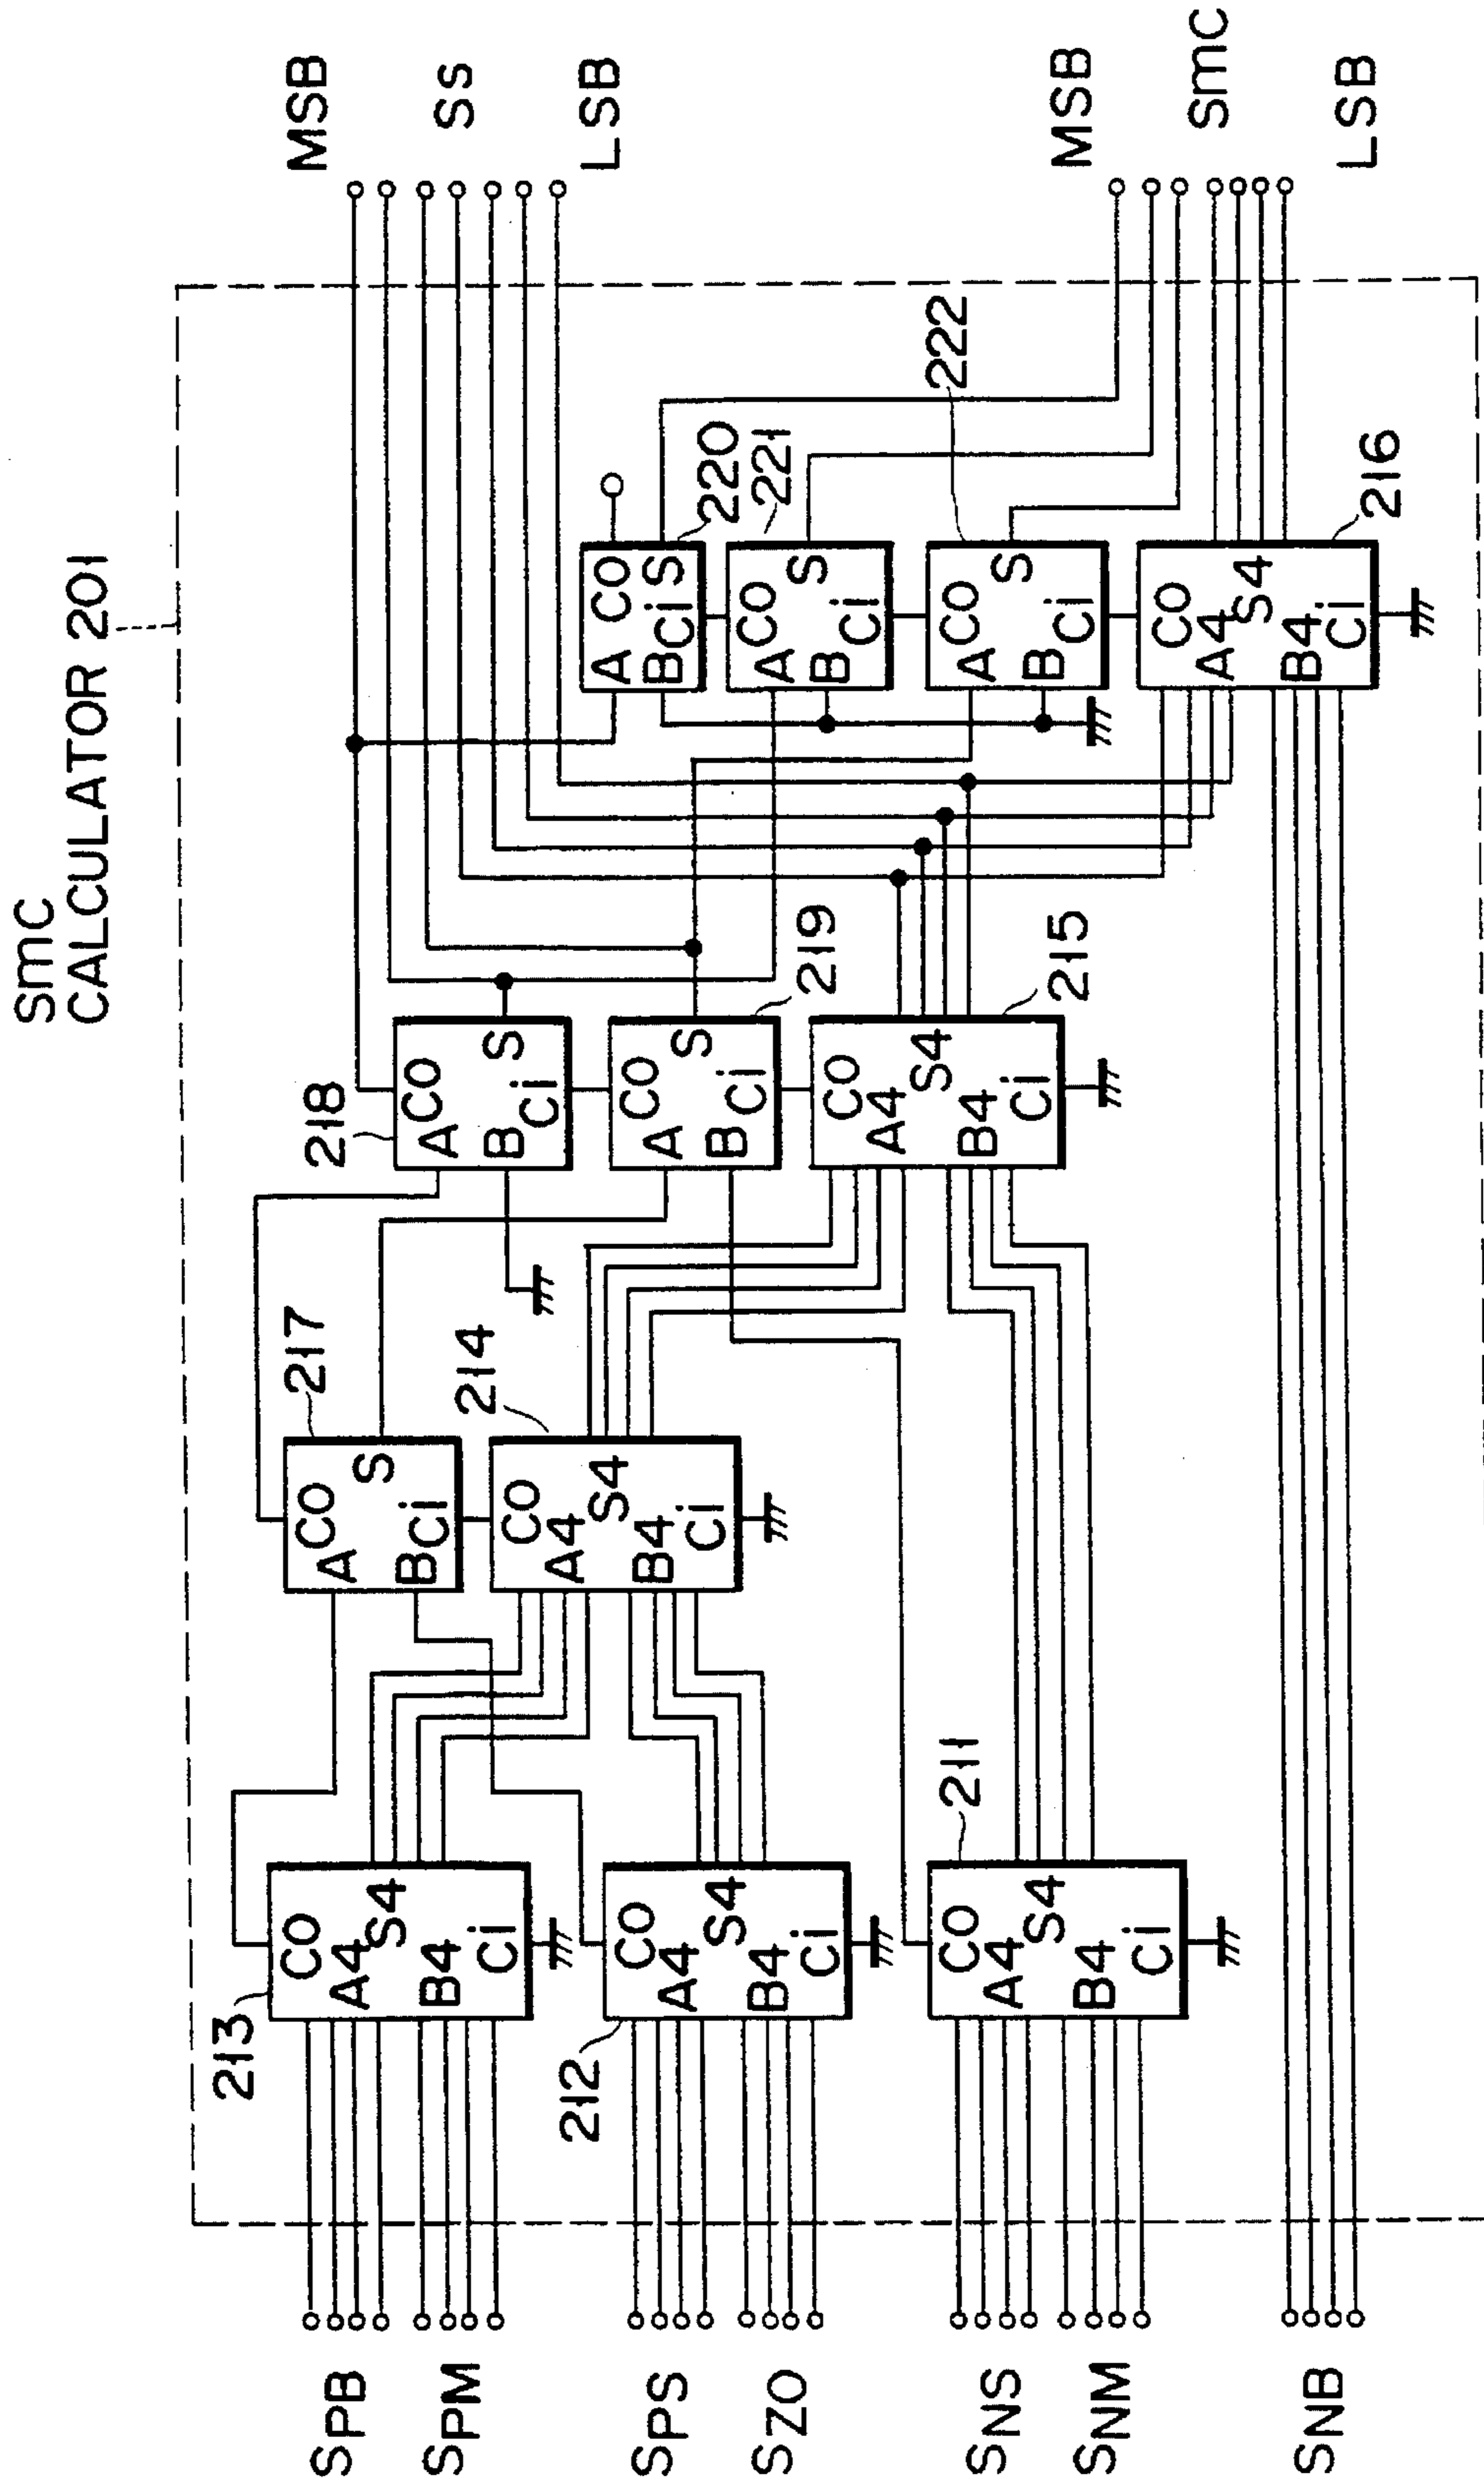 SmC
CALCULATOR 201
MSB
Ss
LSB
MSB
SmC
LSB
SPB
SPM
SPS
SZO
SNS
SNM
SNB
213
CO
A4
S4
B4
Ci
212
CO
A4
S4
B4
Ci
211
CO
A4
S4
B4
Ci
217
CO
A
S
B
Ci
214
CO
A4
S4
B4
Ci
218
CO
A
S
B
Ci
219
CO
A
S
B
Ci
215
CO
A4
S4
B4
Ci
220
A
CO
B
S
Ci
221
CO
A
S
B
Ci
222
CO
A
S
B
Ci
216
CO
A4
S4
B4
Ci